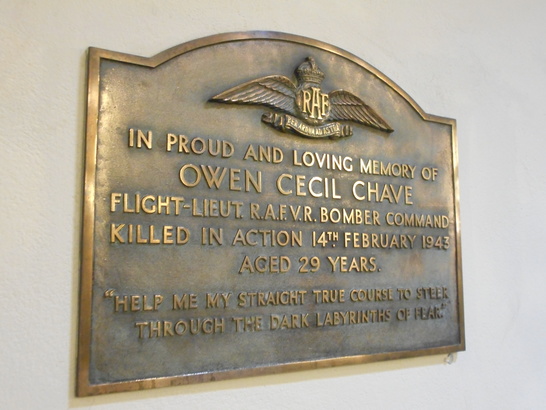 RAF
PER ARDUA AD ASTRA
IN PROUD AND LOVING MEMORY OF
OWEN CECIL CHAVE
FLIGHT-LIEUT. R.A.F.V.R. BOMBER COMMAND
KILLED IN ACTION 14TH FEBRUARY 1943
AGED 29 YEARS.
"HELP ME MY STRAIGHT TRUE COURSE TO STEER
THROUGH THE DARK LABYRINTHS OF FEAR."